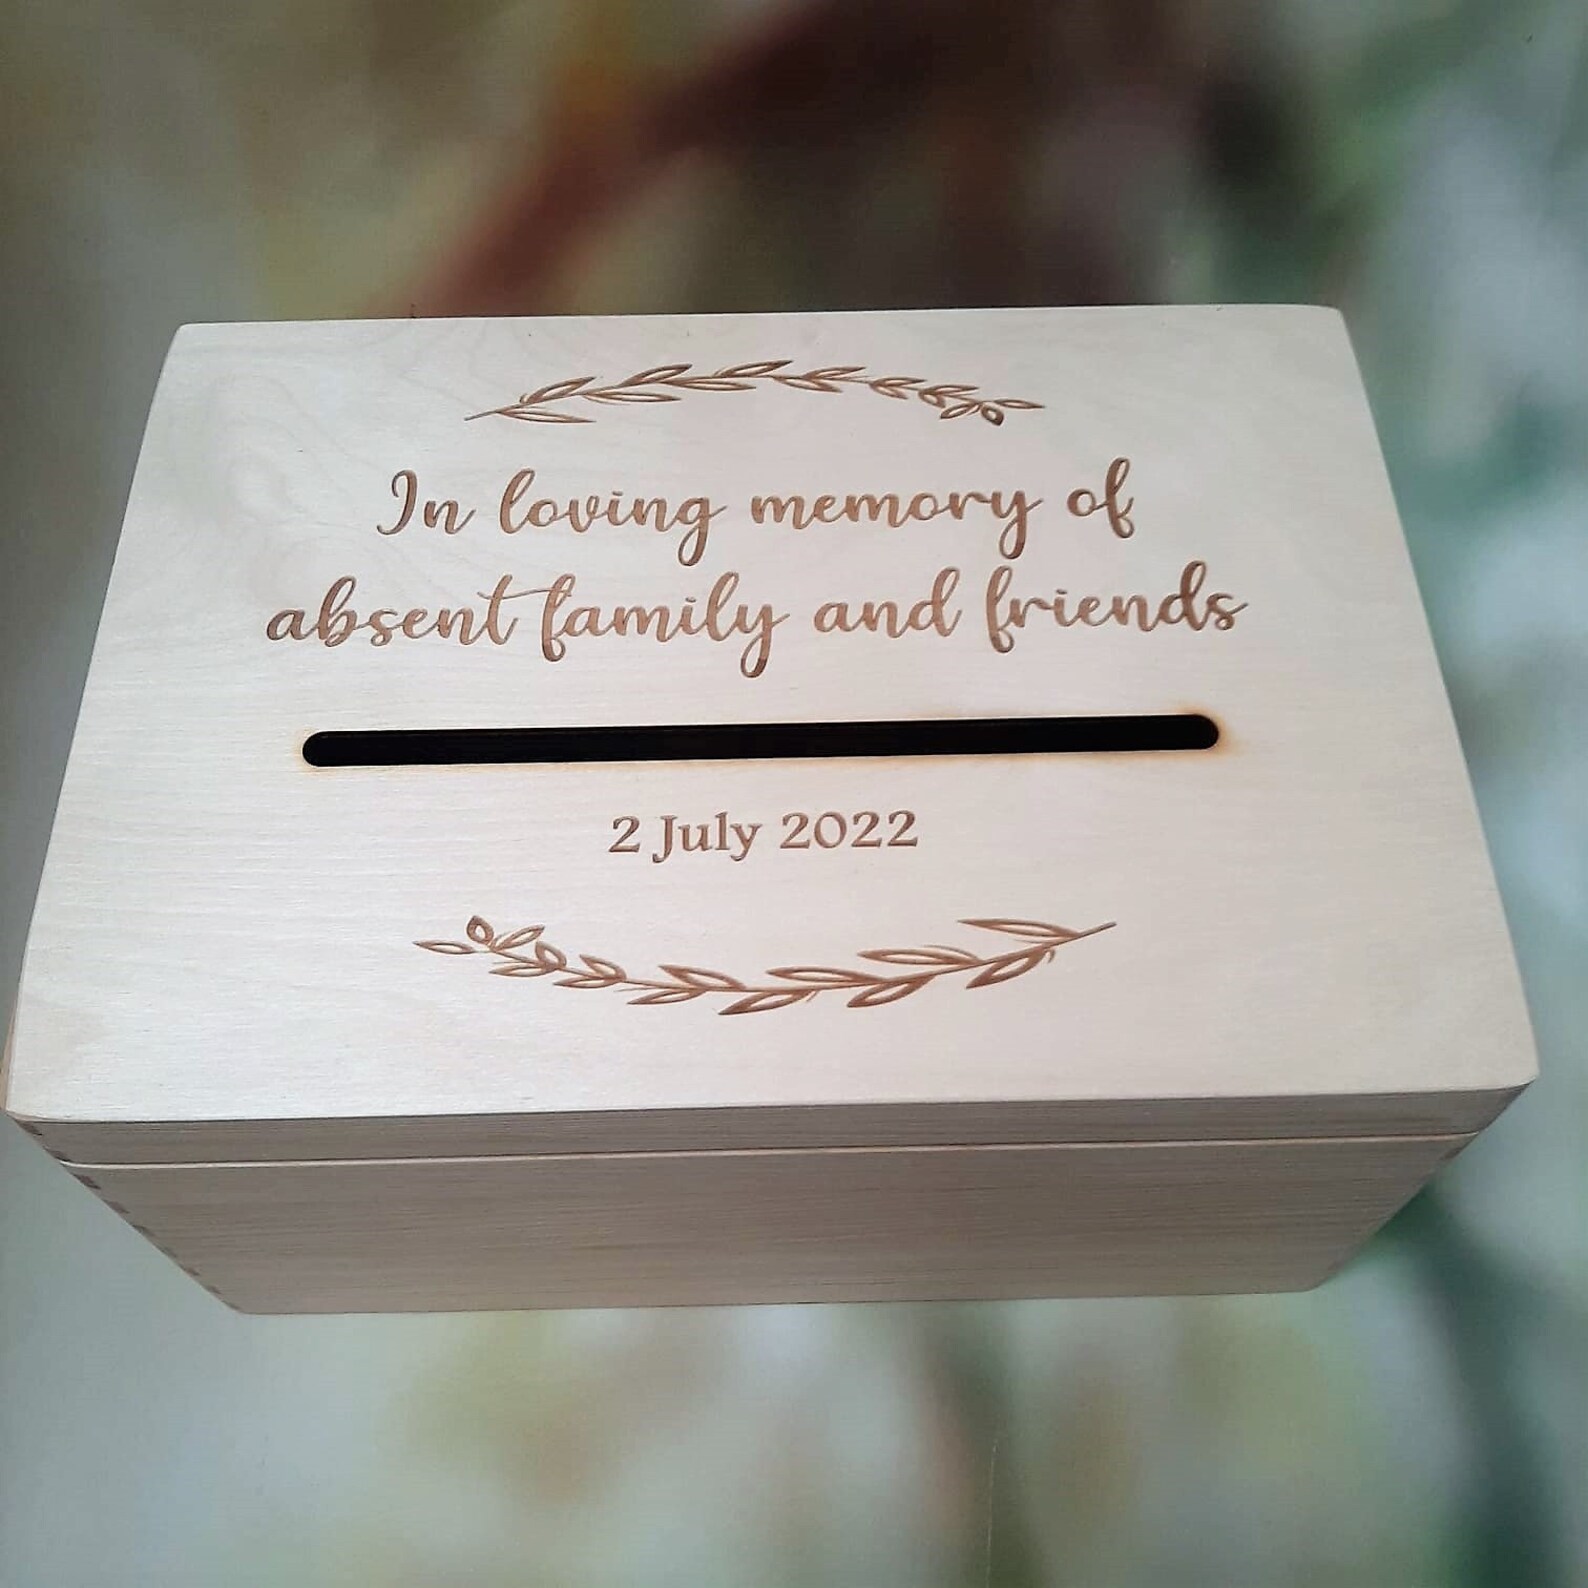 In loving memory of
absent family and friends
2 July 2022